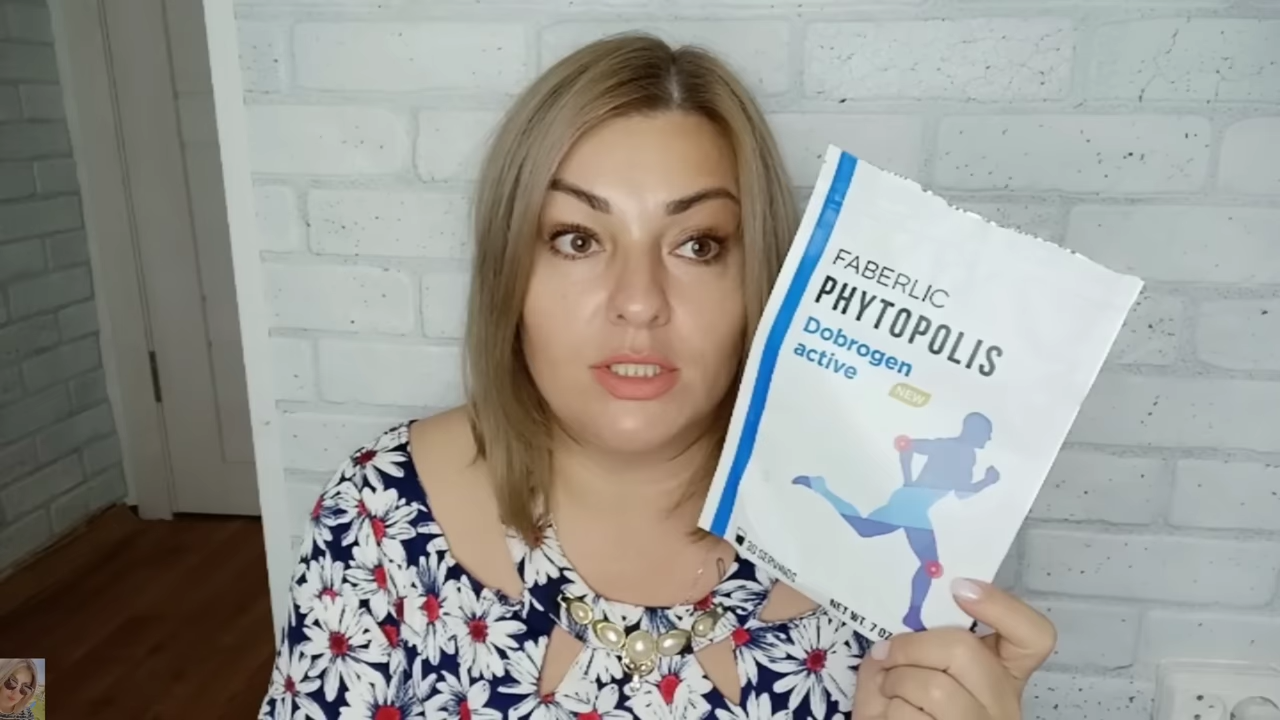 FABERLIC
PHYTOPOLIS
Dobrogen
active
NEW
30 SERVINGS
NET WT. 7 OZ